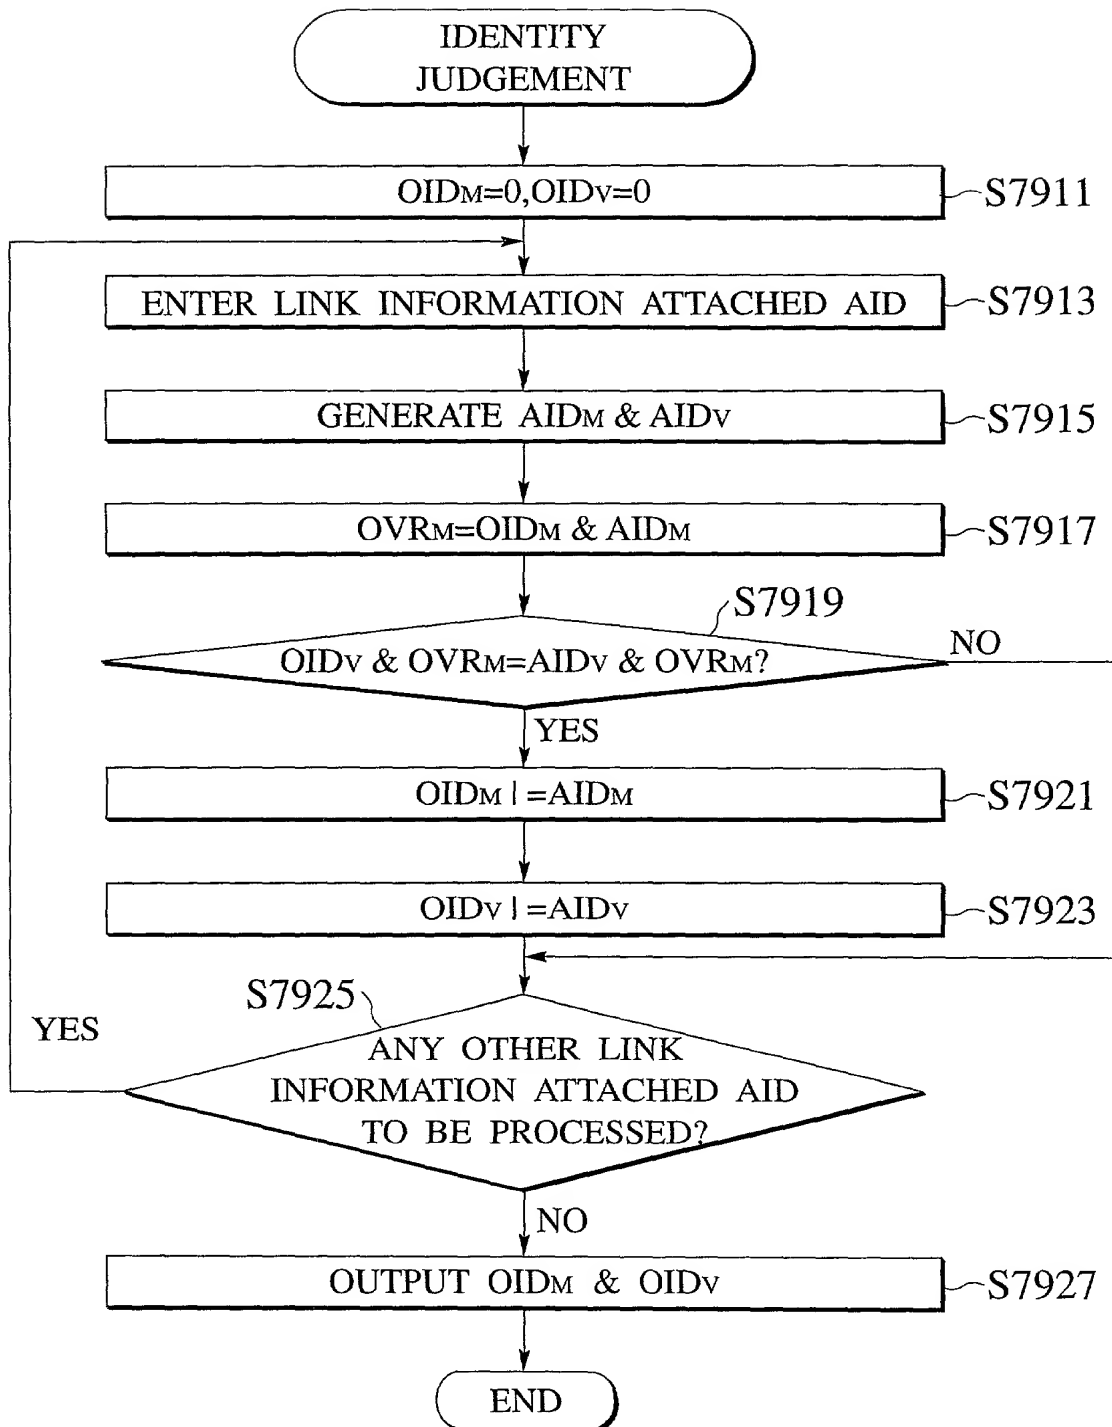 IDENTITY
JUDGEMENT
OIDM=0,OIDV=0
S7911
ENTER LINK INFORMATION ATTACHED AID
S7913
GENERATE AIDM & AIDV
S7915
OVRM=OIDM & AIDM
S7917
S7919
OIDV & OVRM=AIDV & OVRM?
NO
YES
OIDM|=AIDM
S7921
OIDV|=AIDV
S7923
S7925
YES
ANY OTHER LINK
INFORMATION ATTACHED AID
TO BE PROCESSED?
NO
OUTPUT OIDM & OIDV
S7927
END